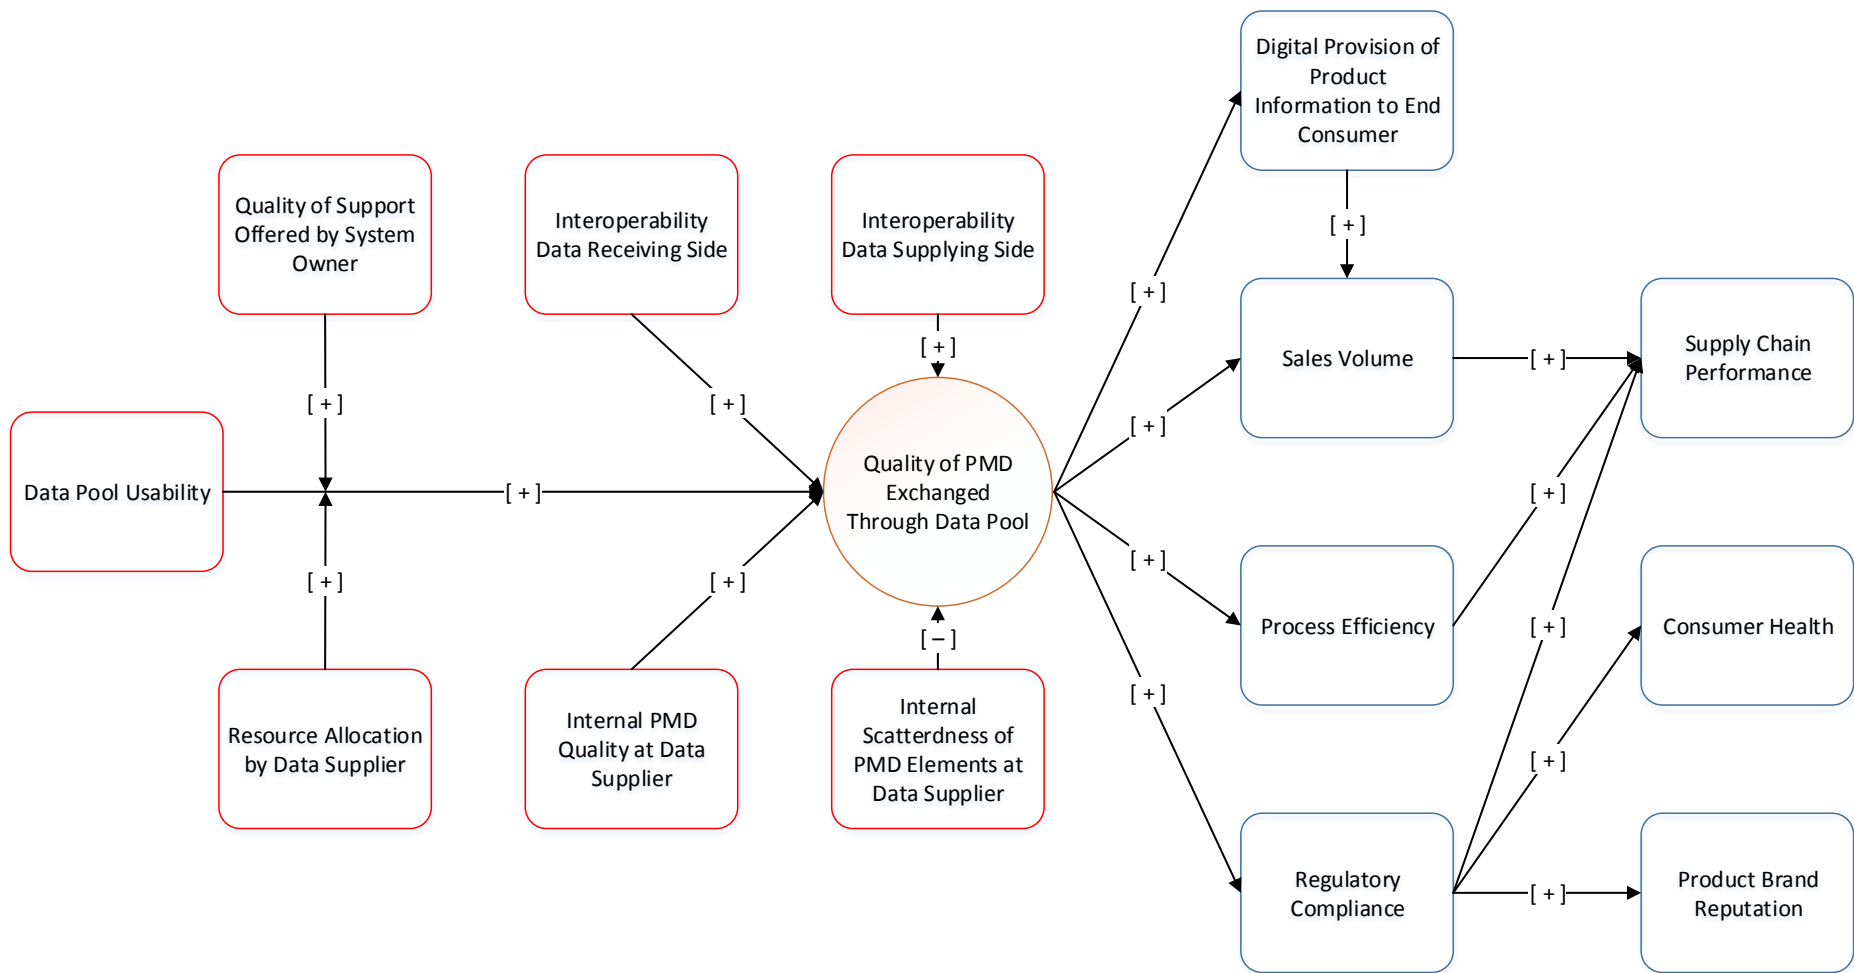 Digital Provision of
Product
Information to End
Consumer
Quality of Support
Offered by System
Owner
Interoperability
Data Receiving Side
Interoperability
Data Supplying Side
[ + ]
[ + ]
[ + ]
[ + ]
[ + ]
[ + ]
Sales Volume
[ + ]
Supply Chain
Performance
Data Pool Usability
[ + ]
Quality of PMD
Exchanged
Through Data Pool
[ + ]
[ + ]
[ + ]
[ + ]
[ – ]
Process Efficiency
[ + ]
Consumer Health
Resource Allocation
by Data Supplier
Internal PMD
Quality at Data
Supplier
Internal
Scatterdness of
PMD Elements at
Data Supplier
[ + ]
[ + ]
Regulatory
Compliance
[ + ]
Product Brand
Reputation